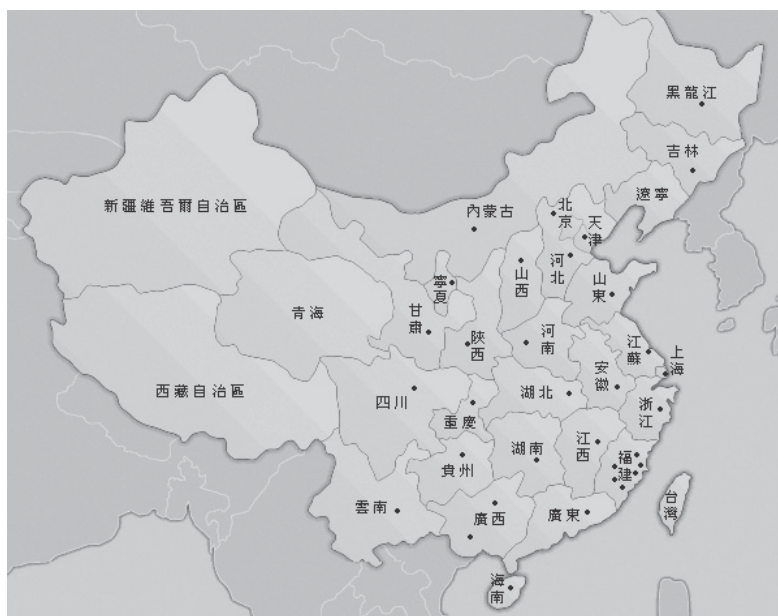 黑龍江
吉林
遼寧
新疆維吾爾自治區
內蒙古
北京
天津
河北
山西
山東
寧夏
青海
甘肅
陝西
河南
江蘇
上海
安徽
西藏自治區
四川
湖北
重慶
浙江
湖南
江西
福建
貴州
雲南
廣西
廣東
台灣
海南